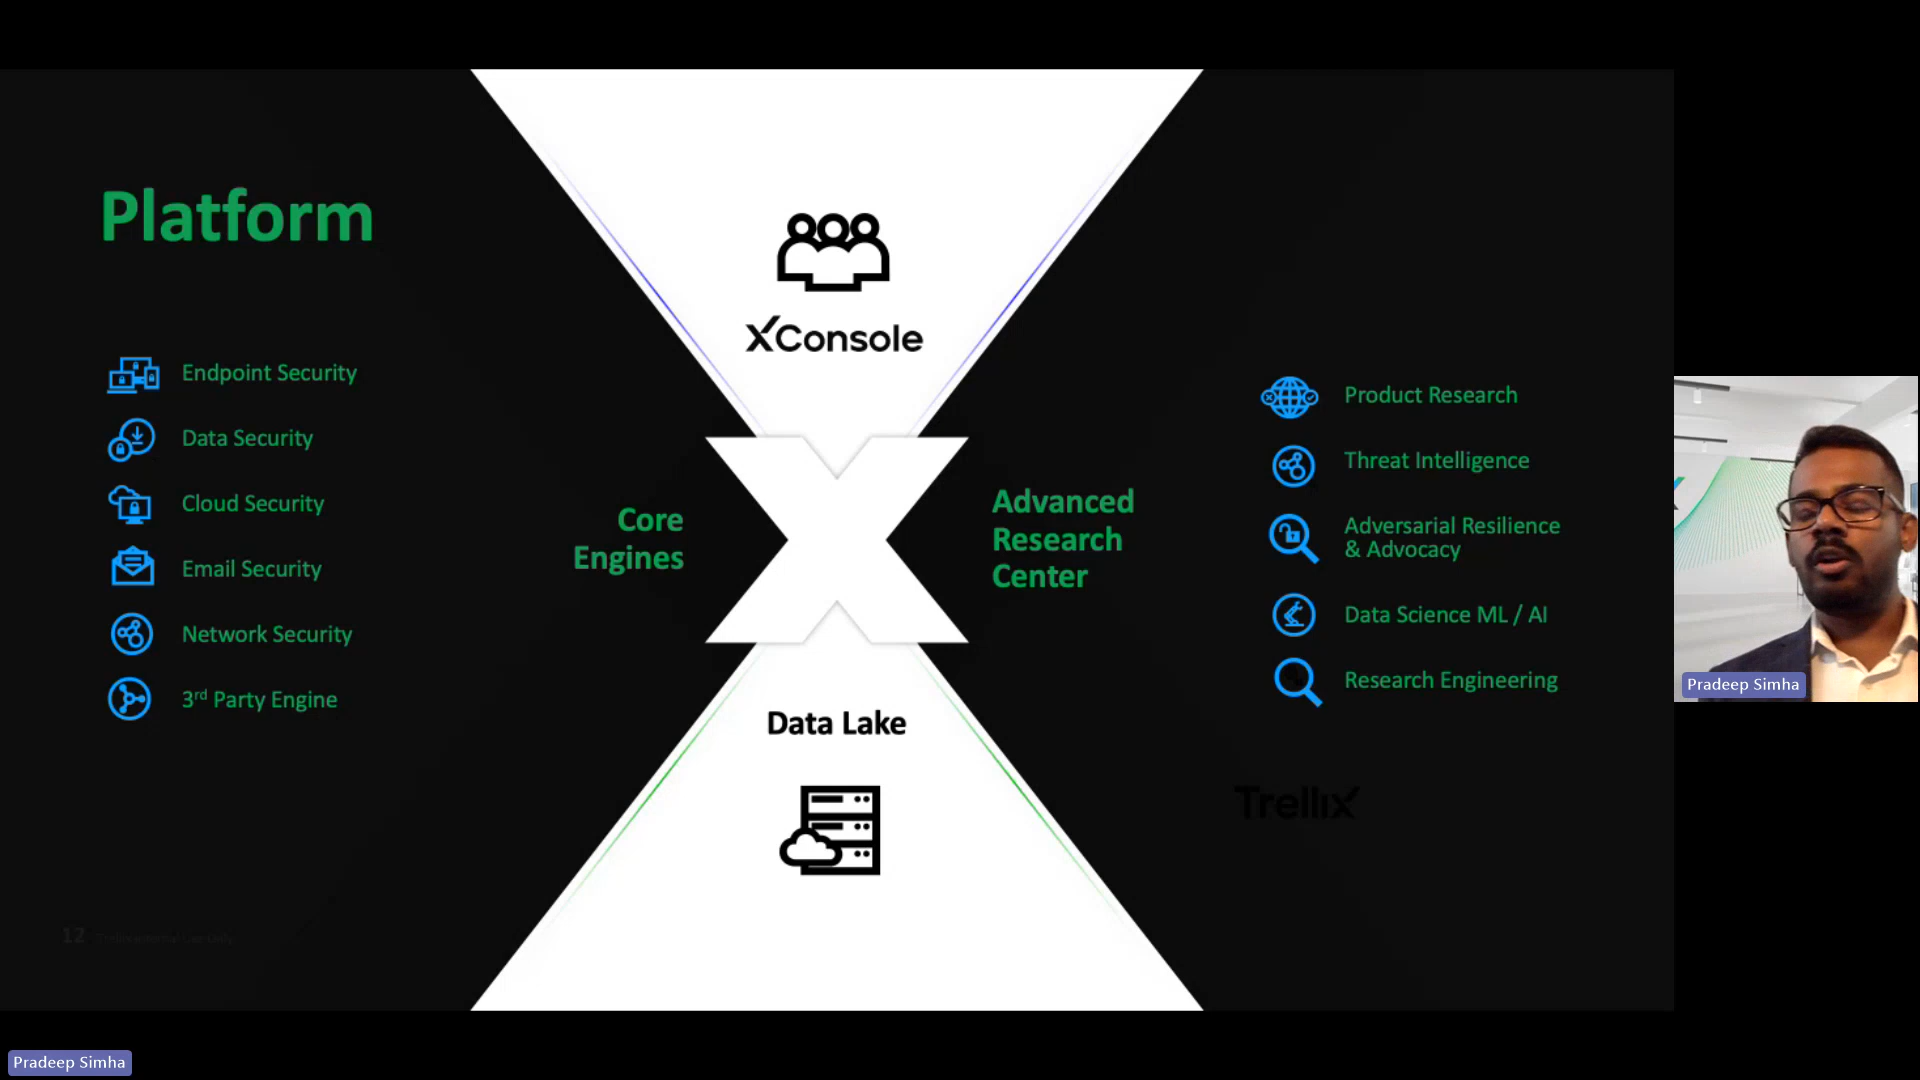 Platform
Endpoint Security
Data Security
Cloud Security
Email Security
Network Security
3rd Party Engine
XConsole
Core
Engines
Advanced
Research
Center
Data Lake
Product Research
Threat Intelligence
Adversarial Resilience
& Advocacy
Data Science ML / AI
Research Engineering
Trellix
12
Pradeep Simha
Pradeep Simha